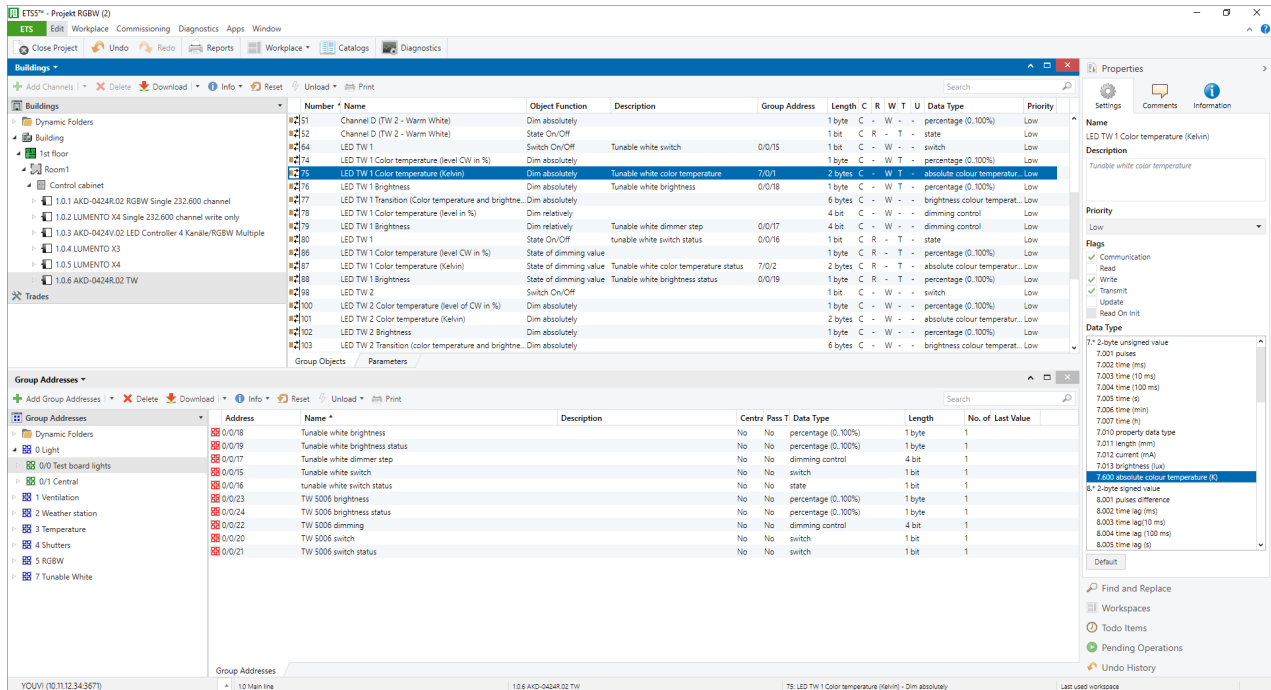 ETS5™ - Projekt RGBW (2)
ETS Edit Workplace Commissioning Diagnostics Apps Window
Close Project Undo Redo Reports Workplace Catalogs Diagnostics
Buildings
Add Channels Delete Download Info Reset Unload Print Search
Buildings
Dynamic Folders
Building
1st floor
Room1
Control cabinet
1.0.1 AKD-0424R.02 RGBW Single 232.600 channel
1.0.2 LUMENTO X4 Single 232.600 channel write only
1.0.3 AKD-0424V.02 LED Controller 4 Kanäle/RGBW Multiple
1.0.4 LUMENTO X3
1.0.5 LUMENTO X4
1.0.6 AKD-0424R.02 TW
Trades
Number Name Object Function Description Group Address Length C R W T U Data Type Priority
51 Channel D (TW 2 - Warm White) Dim absolutely 1 byte C - W - - percentage (0..100%) Low
52 Channel D (TW 2 - Warm White) State On/Off 1 bit C R - T - state Low
64 LED TW 1 Switch On/Off Tunable white switch 0/0/15 1 bit C - W - - switch Low
74 LED TW 1 Color temperature (level CW in %) Dim absolutely 1 byte C - W T - percentage (0..100%) Low
75 LED TW 1 Color temperature (Kelvin) Dim absolutely Tunable white color temperature 7/0/1 2 bytes C - W T - absolute colour temperatur... Low
76 LED TW 1 Brightness Dim absolutely Tunable white brightness 0/0/18 1 byte C - W T - percentage (0..100%) Low
77 LED TW 1 Transition (Color temperature and brightne... Dim absolutely 6 bytes C - W - - brightness colour temperat... Low
78 LED TW 1 Color temperature (level in %) Dim relatively 4 bit C - W - - dimming control Low
79 LED TW 1 Brightness Dim relatively Tunable white dimmer step 0/0/17 4 bit C - W - - dimming control Low
80 LED TW 1 State On/Off tunable white switch status 0/0/16 1 bit C R - T - state Low
86 LED TW 1 Color temperature (level CW in %) State of dimming value 1 byte C R - T - percentage (0..100%) Low
87 LED TW 1 Color temperature (Kelvin) State of dimming value Tunable white color temperature status 7/0/2 2 bytes C R - T - absolute colour temperatur... Low
88 LED TW 1 Brightness State of dimming value Tunable white brightness status 0/0/19 1 byte C R - T - percentage (0..100%) Low
98 LED TW 2 Switch On/Off 1 bit C - W - - switch Low
100 LED TW 2 Color temperature (level of CW in %) Dim absolutely 1 byte C - W - - percentage (0..100%) Low
101 LED TW 2 Color temperature (Kelvin) Dim absolutely 2 bytes C - W - - absolute colour temperatur... Low
102 LED TW 2 Brightness Dim absolutely 1 byte C - W - - percentage (0..100%) Low
103 LED TW 2 Transition (color temperature and brightne... Dim absolutely 6 bytes C - W - - brightness colour temperat... Low
Group Objects Parameters
Group Addresses
Add Group Addresses Delete Download Info Reset Unload Print Search
Group Addresses
Dynamic Folders
0 Light
0/0 Test board lights
0/1 Central
1 Ventilation
2 Weather station
3 Temperature
4 Shutters
5 RGBW
7 Tunable White
Address Name Description Centra Pass T Data Type Length No. of Last Value
0/0/18 Tunable white brightness No No percentage (0..100%) 1 byte 1
0/0/19 Tunable white brightness status No No percentage (0..100%) 1 byte 1
0/0/17 Tunable white dimmer step No No dimming control 4 bit 1
0/0/15 Tunable white switch No No switch 1 bit 1
0/0/16 tunable white switch status No No state 1 bit 1
0/0/23 TW 5006 brightness No No percentage (0..100%) 1 byte 1
0/0/24 TW 5006 brightness status No No percentage (0..100%) 1 byte 1
0/0/22 TW 5006 dimming No No dimming control 4 bit 1
0/0/20 TW 5006 switch No No switch 1 bit 1
0/0/21 TW 5006 switch status No No switch 1 bit 1
Group Addresses
Properties
Settings Comments Information
Name
LED TW 1 Color temperature (Kelvin)
Description
Tunable white color temperature
Priority
Low
Flags
Communication
Read
Write
Transmit
Update
Read On Init
Data Type
7.* 2-byte unsigned value
7.001 pulses
7.002 time (ms)
7.003 time (10 ms)
7.004 time (100 ms)
7.005 time (s)
7.006 time (min)
7.007 time (h)
7.010 property data type
7.011 length (mm)
7.012 current (mA)
7.013 brightness (lux)
7.600 absolute colour temperature (K)
8.* 2-byte signed value
8.001 pulses difference
8.002 time lag (ms)
8.003 time lag(10 ms)
8.004 time lag (100 ms)
8.005 time lag (s)
Default
Find and Replace
Workspaces
Todo Items
Pending Operations
Undo History
YOUVI (10.11.12.34:3671) 1.0 Main line 1.0.6 AKD-0424R.02 TW 75: LED TW 1 Color temperature (Kelvin) - Dim absolutely Last used workspace